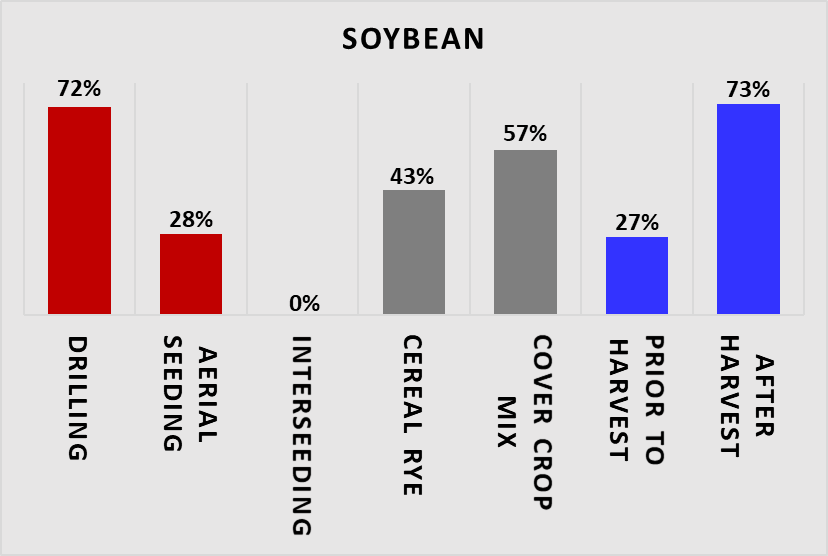 SOYBEAN
72%
28%
0%
43%
57%
27%
73%
DRILLING
AERIAL
SEEDING
INTERSEEDING
CEREAL RYE
COVER CROP
MIX
PRIOR TO
HARVEST
AFTER
HARVEST